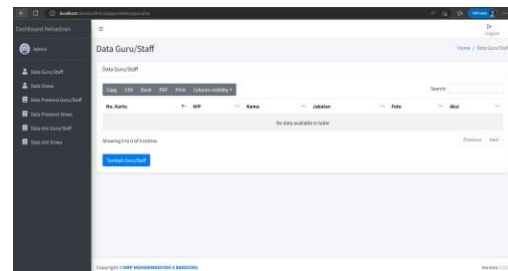 Dashboard Kehadiran
Logout
Admin
Data Guru/Staff
Home / Data Guru/Staff
Data Guru/Staff
Data Siswa
Data Presensi Guru/Staff
Data Presensi Siswa
Data Izin Guru/Staff
Data Izin Siswa
Data Guru/Staff
Copy CSV Excel PDF Print Column visibility
Search:
No. Kartu NIP Nama Jabatan Foto Aksi
No data available in table
Showing 0 to 0 of 0 entries
Previous Next
Tambah Guru/Staff
Copyright © SMP MUHAMMADIYAH 3 BANDUNG
Version